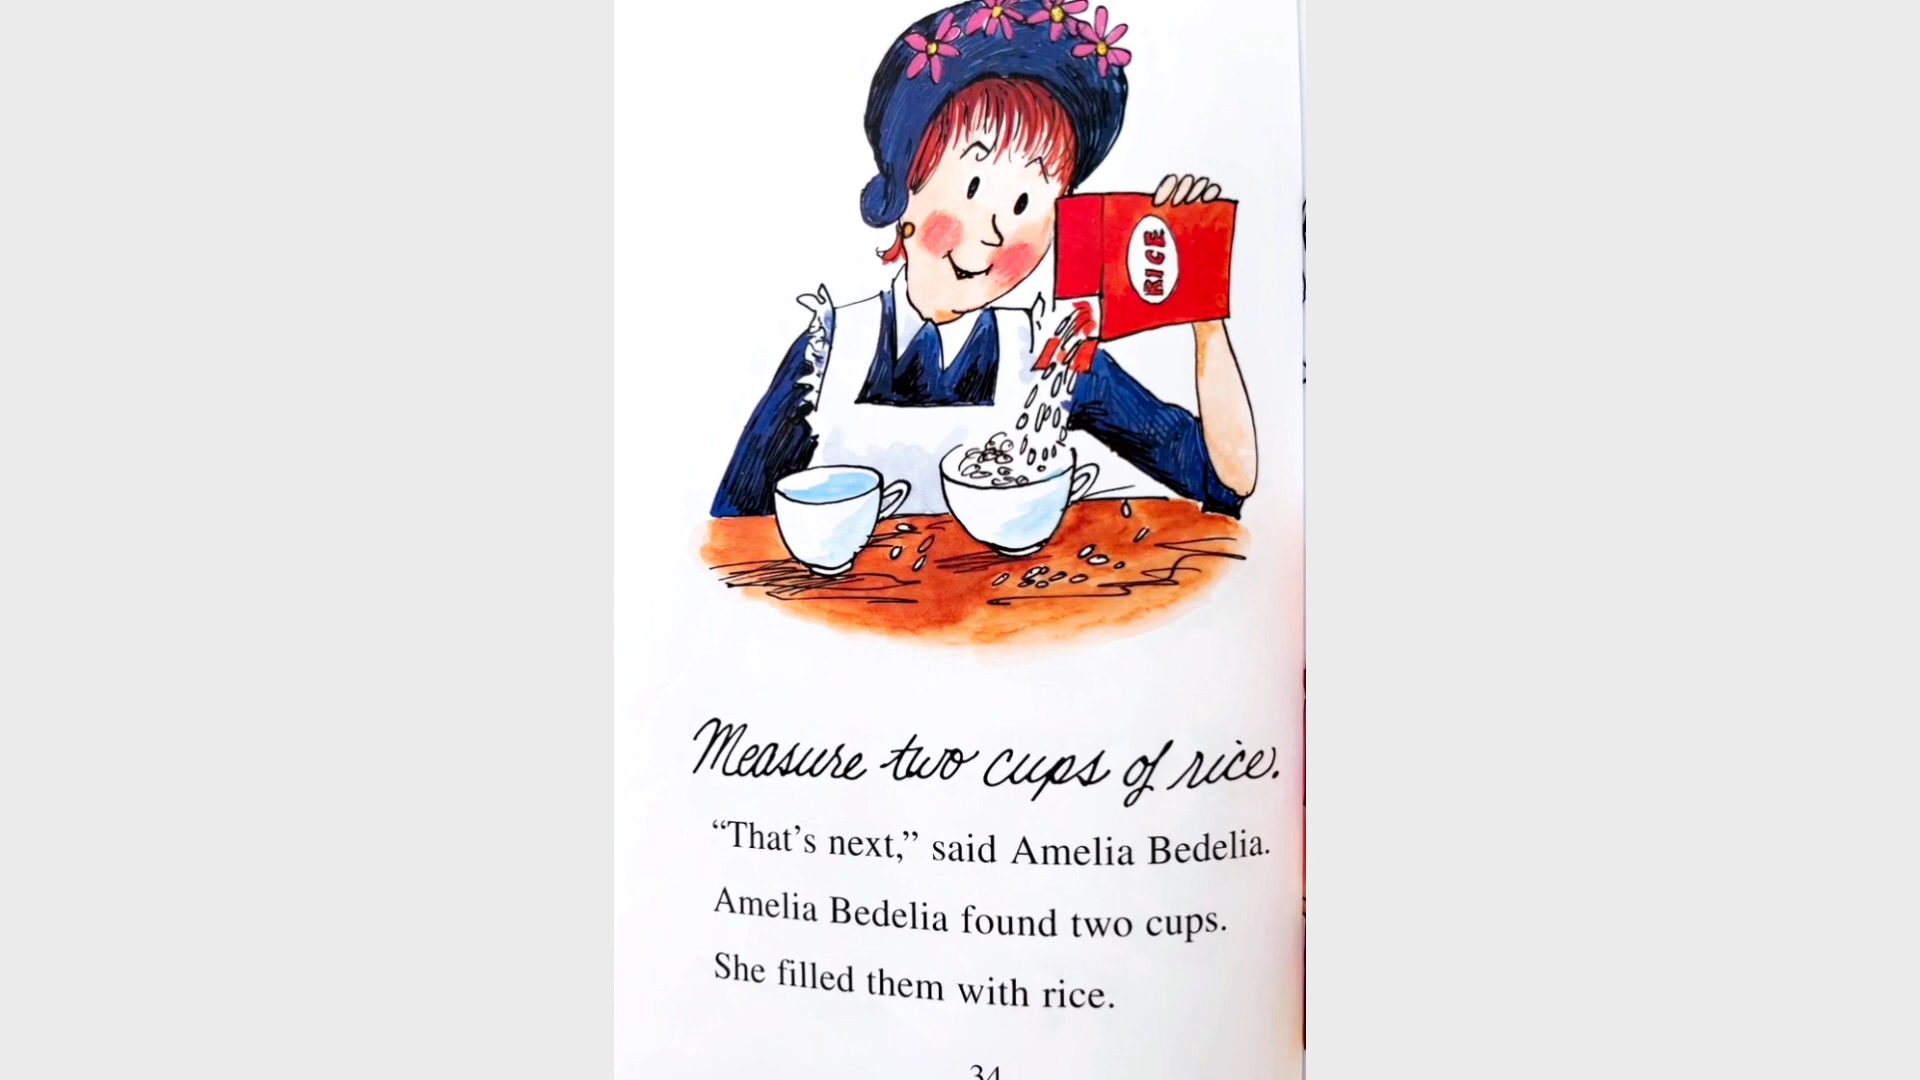 RICE
Measure two cups of rice.
“That’s next,” said Amelia Bedelia.
Amelia Bedelia found two cups.
She filled them with rice.
34